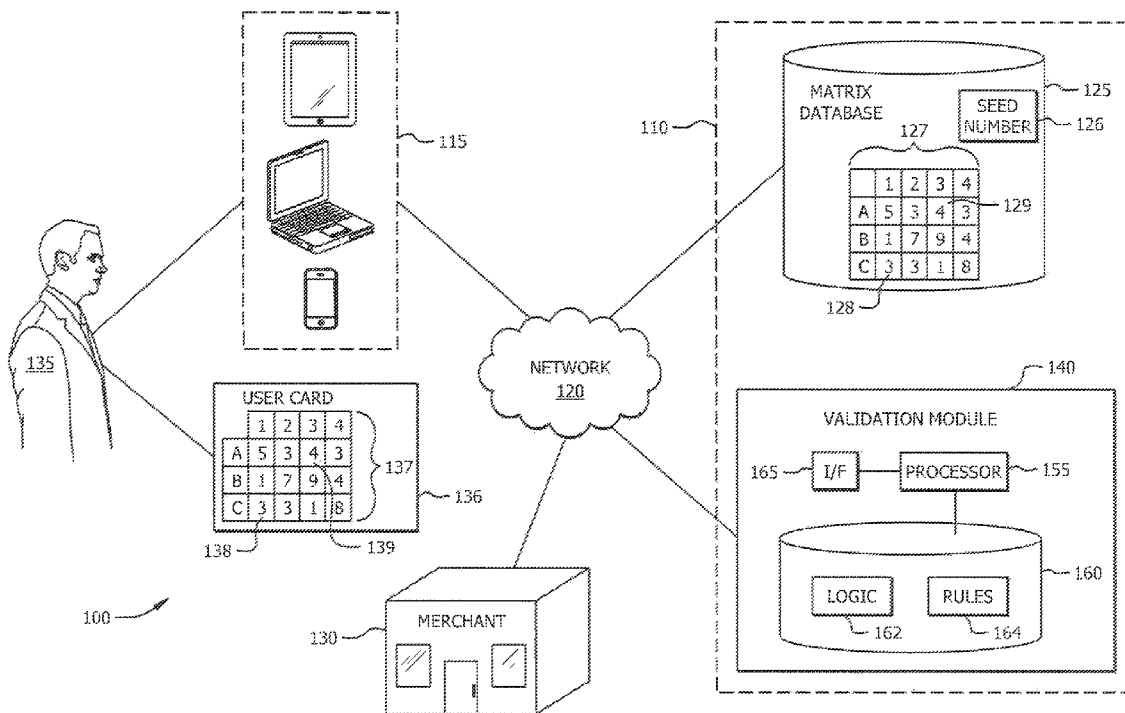 115
135
USER CARD
1 2 3 4
A 5 3 4 3
B 1 7 9 4
C 3 3 1 8
137
136
138
139
100
NETWORK
120
MERCHANT
130
110
MATRIX
DATABASE
SEED
NUMBER
125
126
127
1 2 3 4
A 5 3 4 3
B 1 7 9 4
C 3 3 1 8
129
128
140
VALIDATION MODULE
165 I/F PROCESSOR 155
160
LOGIC RULES
162 164